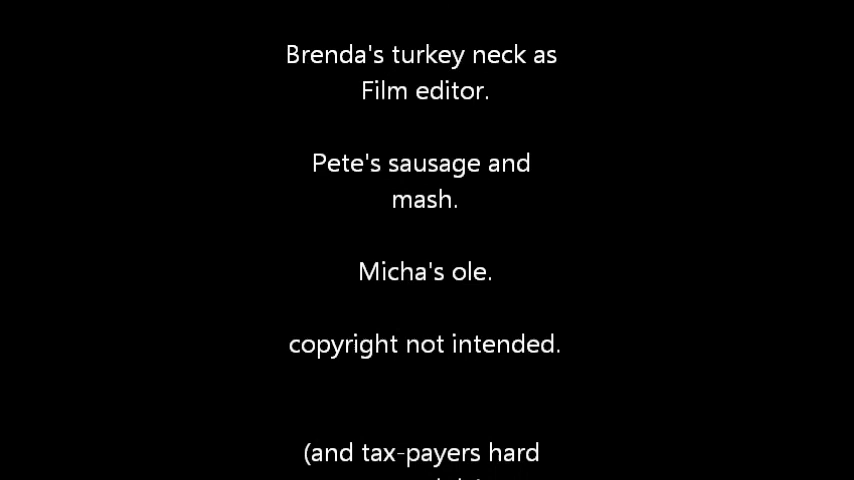 Brenda's turkey neck as
Film editor.
Pete's sausage and
mash.
Micha's ole.
copyright not intended.
(and tax-payers hard